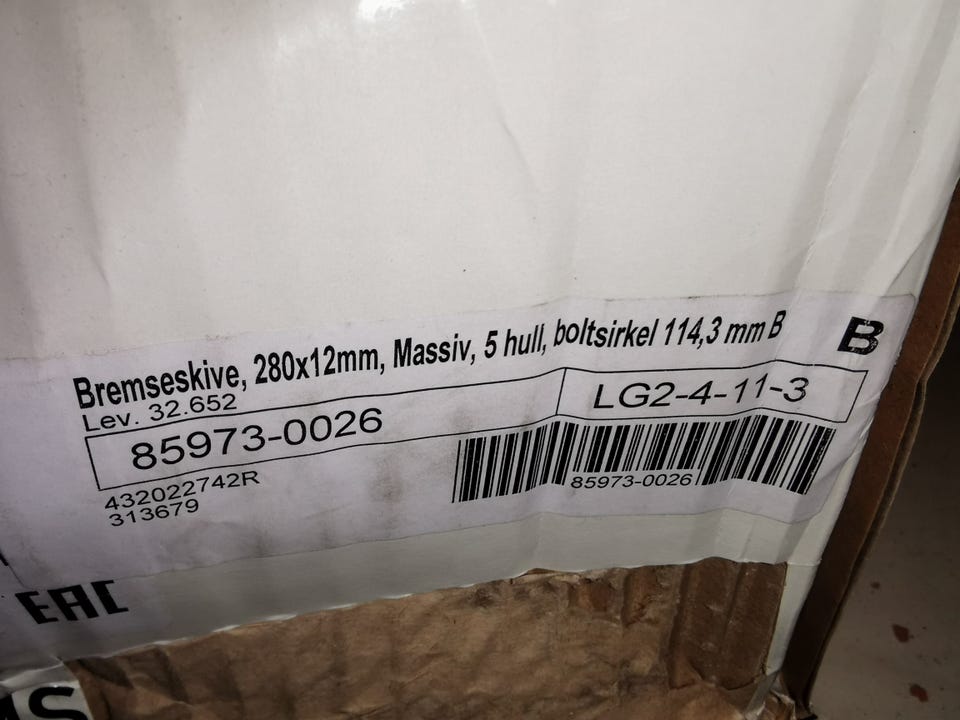 Bremseskive, 280x12mm, Massiv, 5 hull, boltsirkel 114,3 mm B
B
Lev. 32.652
85973-0026
LG2-4-11-3
432022742R
313679
85973-0026
EAC